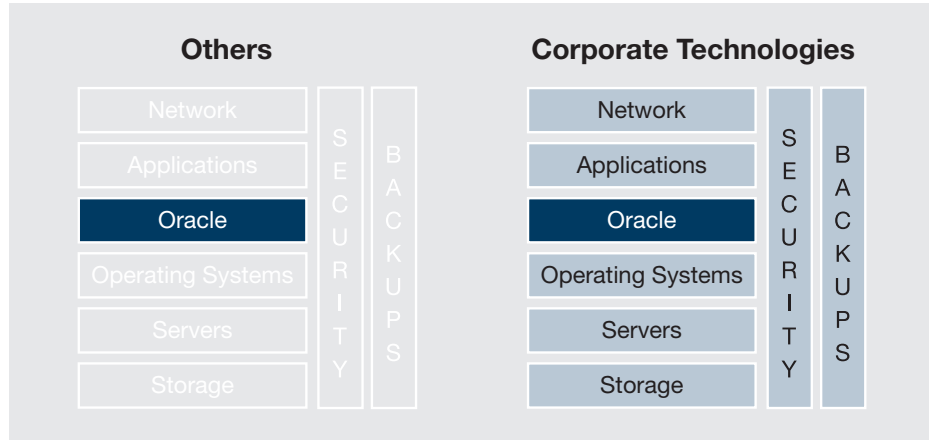 Others
Network
Applications
Oracle
Operating Systems
Servers
Storage
SECURITY
BACKUPS
Corporate Technologies
Network
Applications
Oracle
Operating Systems
Servers
Storage
SECURITY
BACKUPS